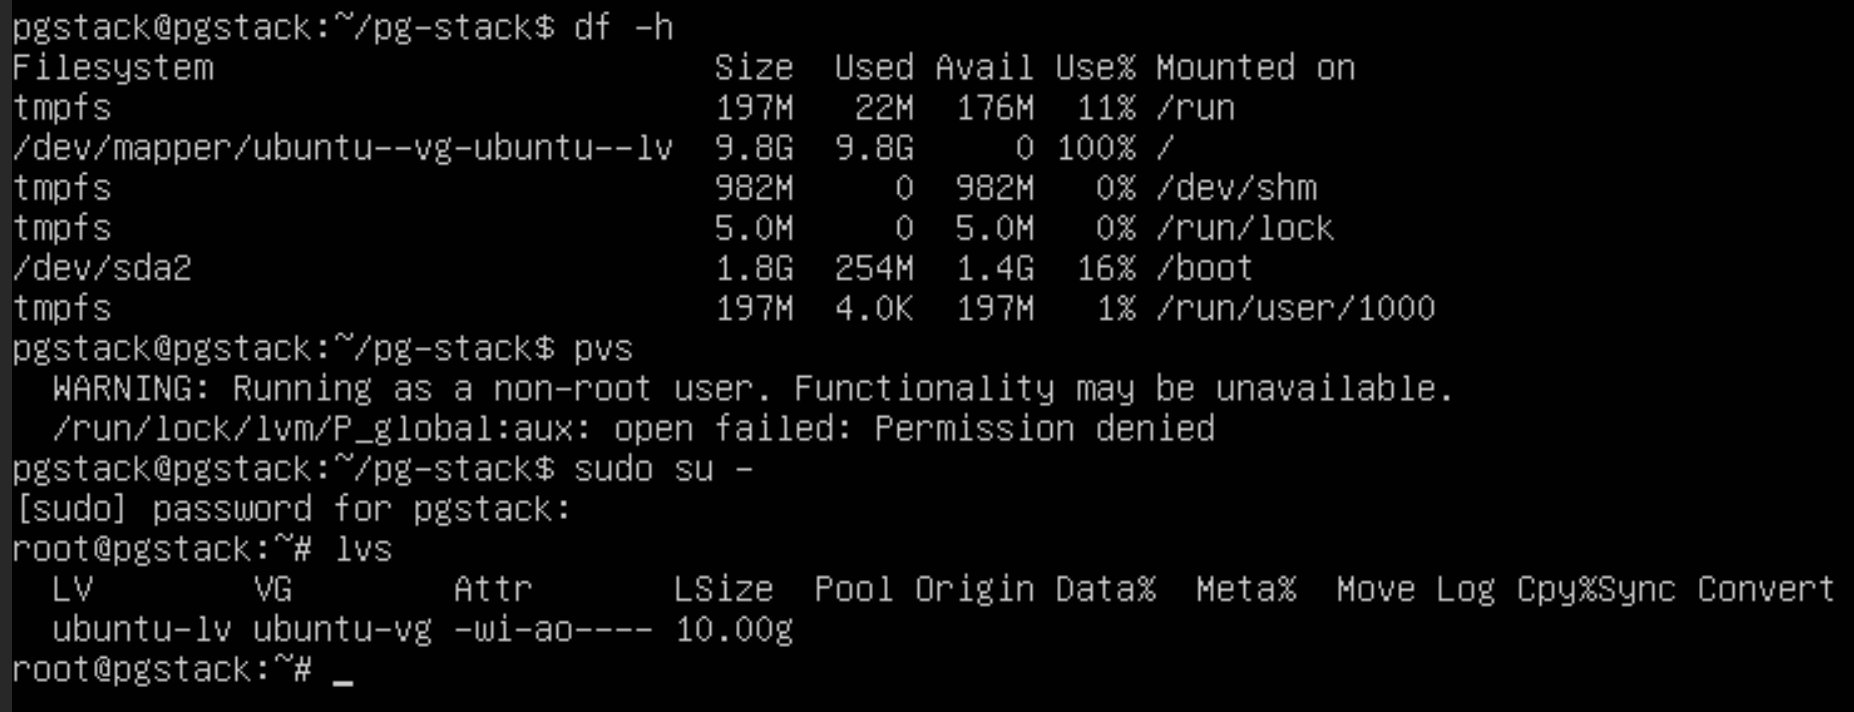 pgstack@pgstack:~/pg-stack$ df -h
Filesystem                         Size  Used Avail Use% Mounted on
tmpfs                              197M   22M  176M  11% /run
/dev/mapper/ubuntu--vg-ubuntu--lv  9.8G  9.8G     0 100% /
tmpfs                              982M     0  982M   0% /dev/shm
tmpfs                              5.0M     0  5.0M   0% /run/lock
/dev/sda2                          1.8G  254M  1.4G  16% /boot
tmpfs                              197M  4.0K  197M   1% /run/user/1000
pgstack@pgstack:~/pg-stack$ pvs
  WARNING: Running as a non-root user. Functionality may be unavailable.
  /run/lock/lvm/P_global:aux: open failed: Permission denied
pgstack@pgstack:~/pg-stack$ sudo su -
[sudo] password for pgstack:
root@pgstack:~# lvs
  LV        VG        Attr       LSize  Pool Origin Data%  Meta%  Move Log Cpy%Sync Convert
  ubuntu-lv ubuntu-vg -wi-ao---- 10.00g
root@pgstack:~# _